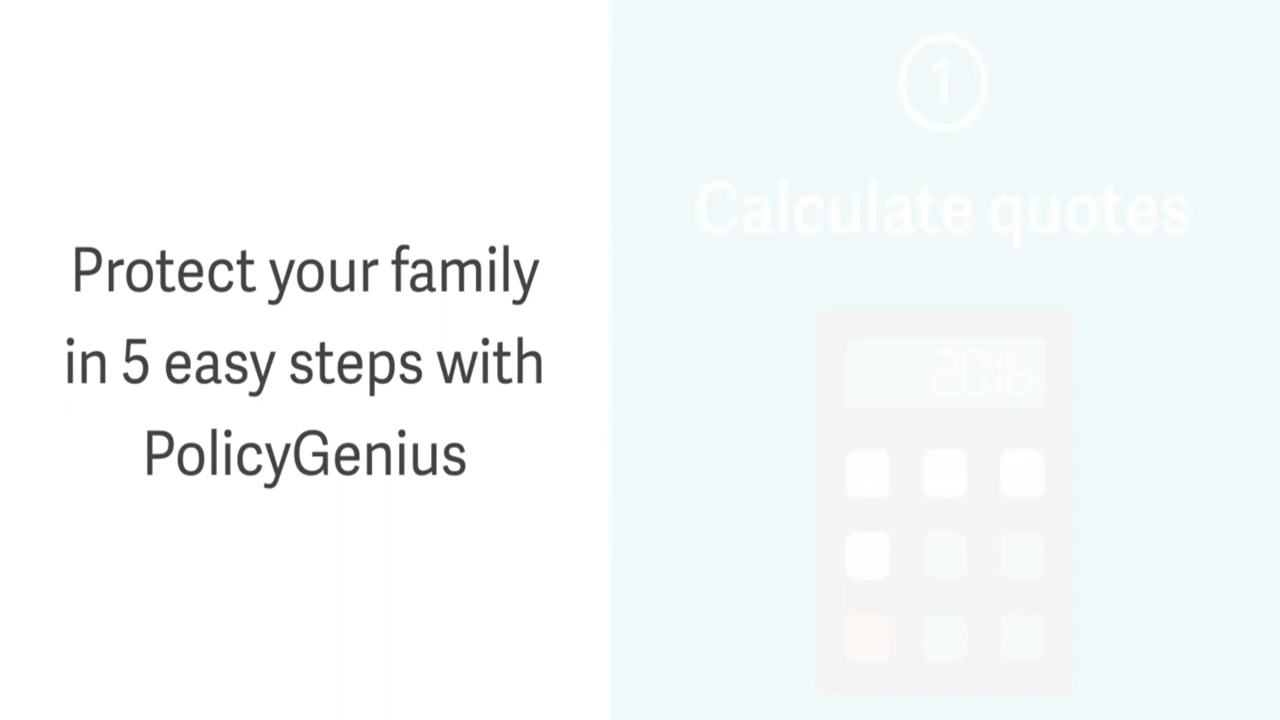 Protect your family
in 5 easy steps with
PolicyGenius
1
Calculate quotes
2016